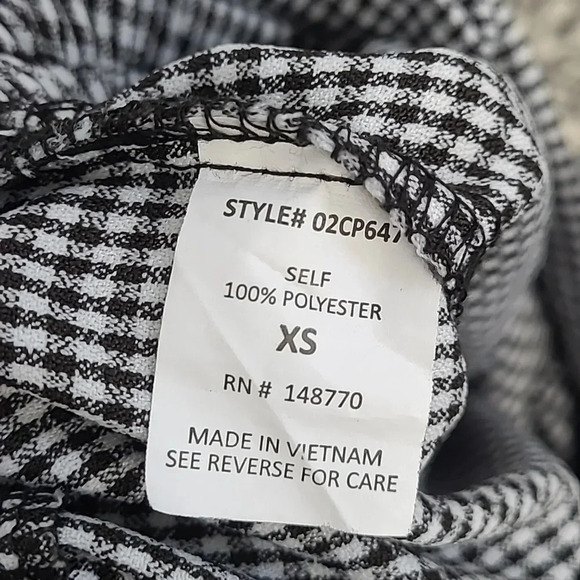 STYLE# 02CP647
SELF
100% POLYESTER
XS
RN # 148770
MADE IN VIETNAM
SEE REVERSE FOR CARE